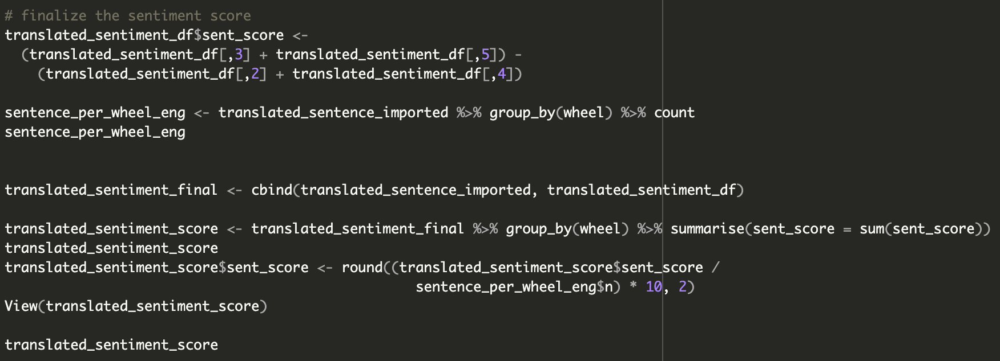 # finalize the sentiment score
translated_sentiment_df$sent_score <-
  (translated_sentiment_df[,3] + translated_sentiment_df[,5]) -
    (translated_sentiment_df[,2] + translated_sentiment_df[,4])
sentence_per_wheel_eng <- translated_sentence_imported %>% group_by(wheel) %>% count
sentence_per_wheel_eng
translated_sentiment_final <- cbind(translated_sentence_imported, translated_sentiment_df)
translated_sentiment_score <- translated_sentiment_final %>% group_by(wheel) %>% summarise(sent_score = sum(sent_score))
translated_sentiment_score
translated_sentiment_score$sent_score <- round((translated_sentiment_score$sent_score /
                                                  sentence_per_wheel_eng$n) * 10, 2)
View(translated_sentiment_score)
translated_sentiment_score